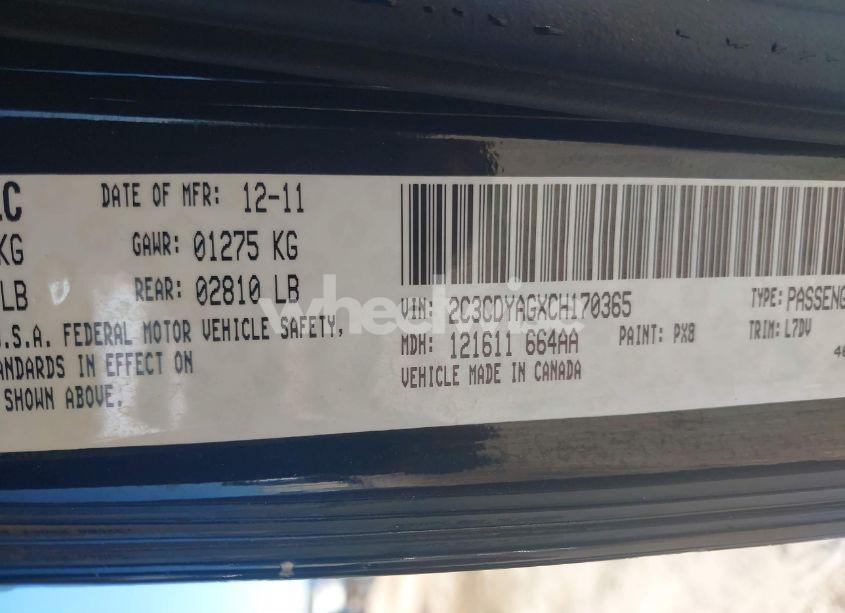 LC
DATE OF MFR: 12-11
KG
GAWR: 01275 KG
LB
REAR: 02810 LB
U.S.A. FEDERAL MOTOR VEHICLE SAFETY,
ANDARDS IN EFFECT ON
SHOWN ABOVE.
VIN: 2C3CDYAGXCH170365
TYPE: PASSENG
MDH: 121611 664AA
PAINT: PX8
TRIM: L7DV
VEHICLE MADE IN CANADA
wheelwix